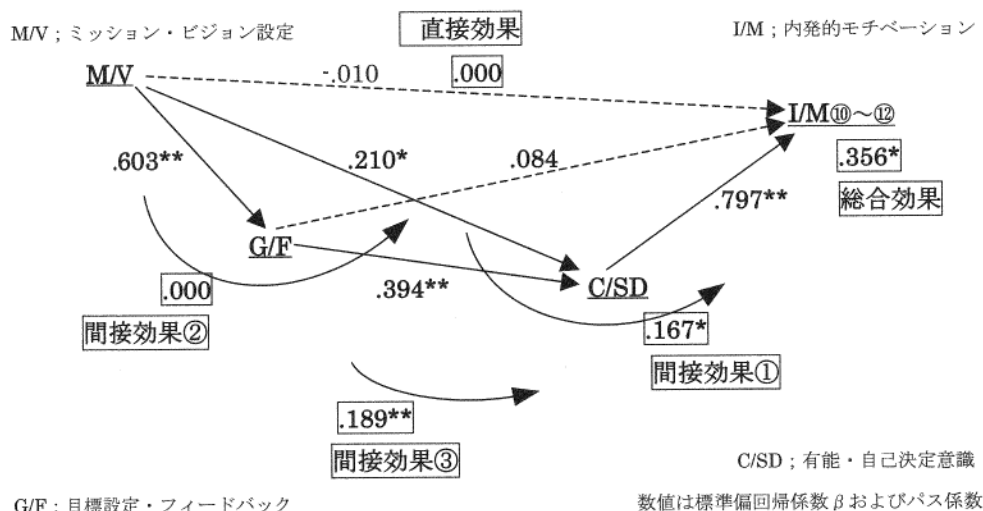 M/V；ミッション・ビジョン設定
直接効果
I/M；内発的モチベーション
M/V
-.010
.000
I/M⑩～⑫
.603**
.210*
.084
.356*
.797**
総合効果
G/F
C/SD
.000
.394**
.167*
間接効果②
間接効果①
.189**
間接効果③
C/SD；有能・自己決定意識
G/F；目標設定・フィードバック
数値は標準偏回帰係数βおよびパス係数